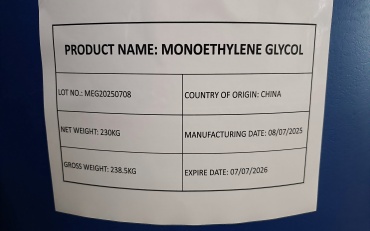 PRODUCT NAME: MONOETHYLENE GLYCOL
LOT NO.: MEG20250708
COUNTRY OF ORIGIN: CHINA
NET WEIGHT: 230KG
MANUFACTURING DATE: 08/07/2025
GROSS WEIGHT: 238.5KG
EXPIRE DATE: 07/07/2026